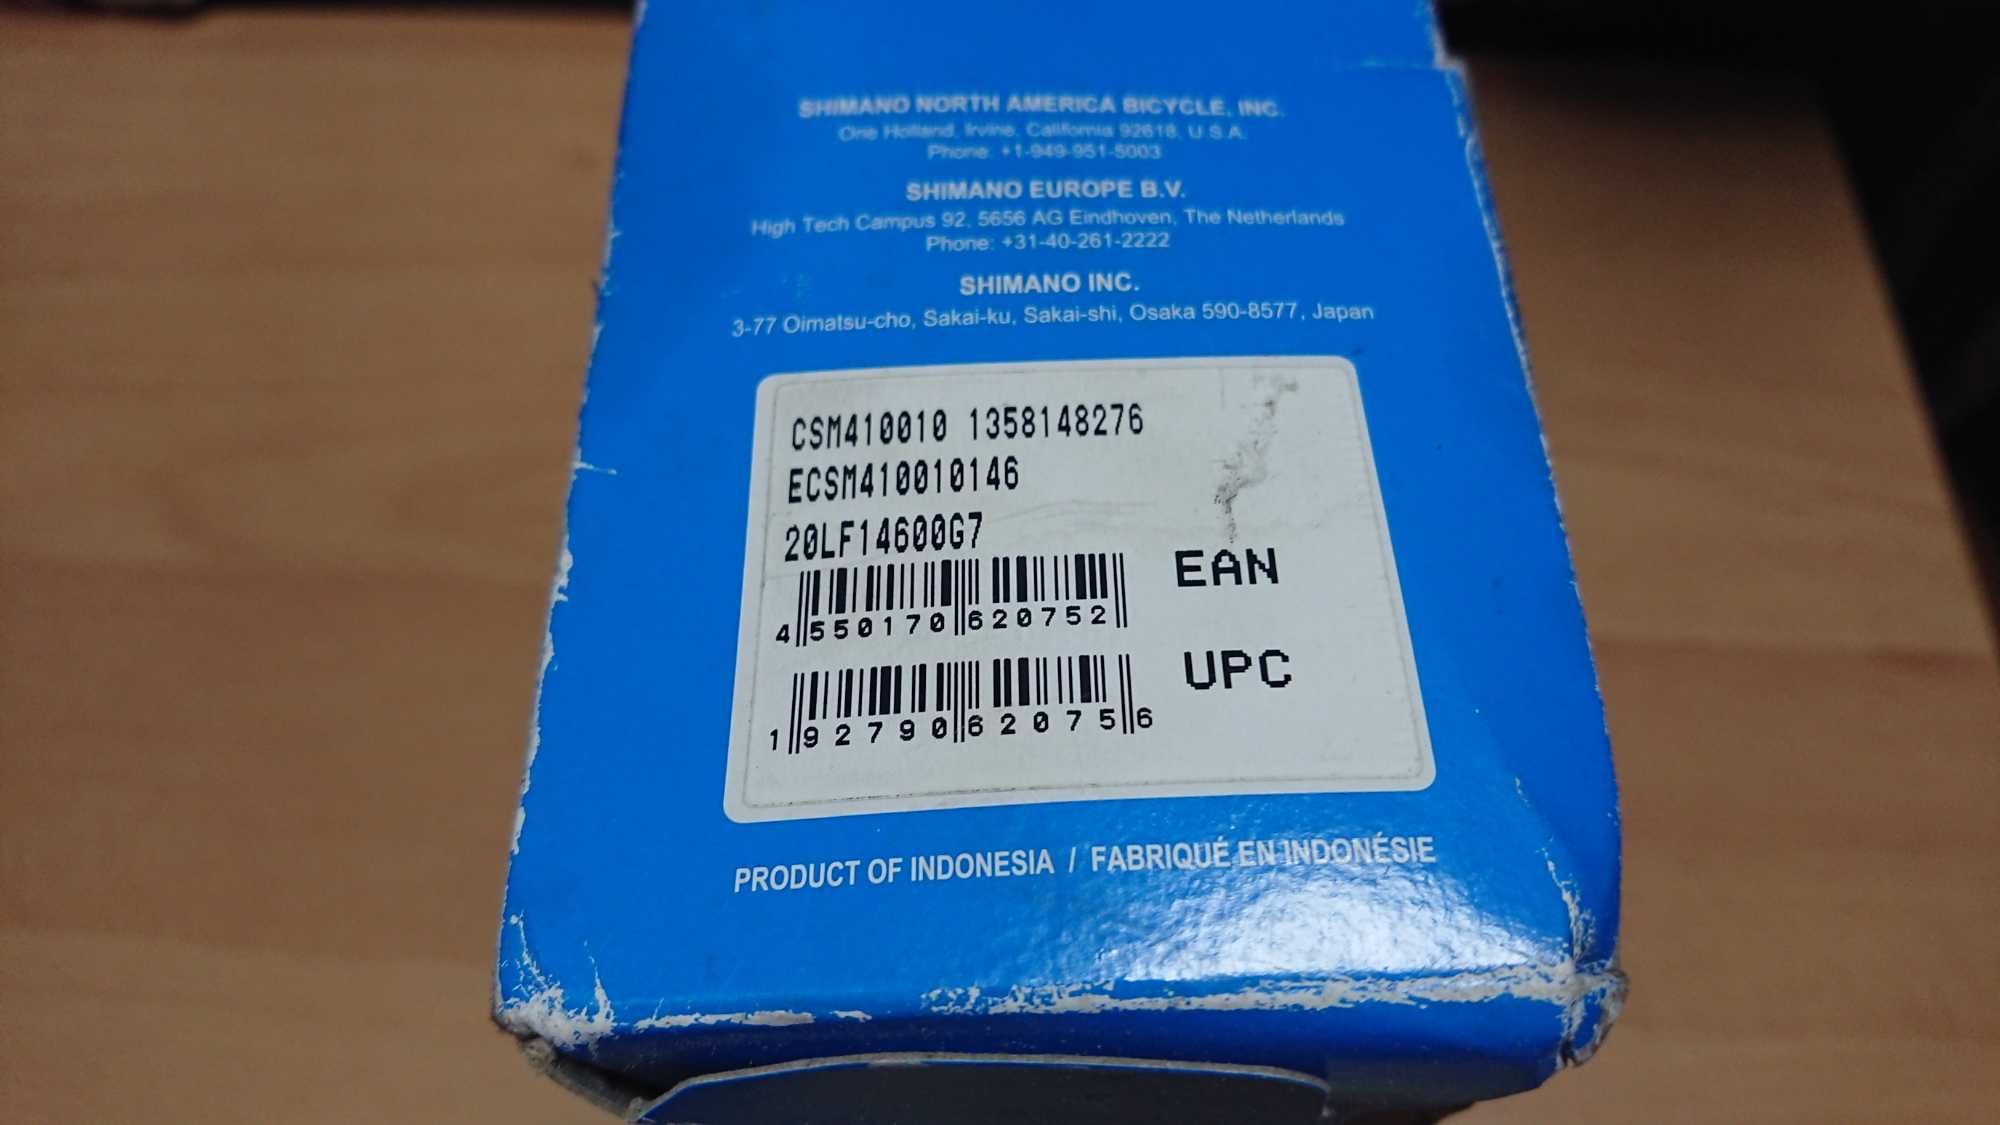 SHIMANO NORTH AMERICA BICYCLE, INC.
One Holland, Irvine, California 92618, U.S.A.
Phone: +1-949-951-5003
SHIMANO EUROPE B.V.
High Tech Campus 92, 5656 AG Eindhoven, The Netherlands
Phone: +31-40-261-2222
SHIMANO INC.
3-77 Oimatsu-cho, Sakai-ku, Sakai-shi, Osaka 590-8577, Japan
CSM410010 1358148276
ECSM410010146
20LF14600G7
EAN
4 550170 620752
UPC
1 92790 62075 6
PRODUCT OF INDONESIA / FABRIQUÉ EN INDONÉSIE